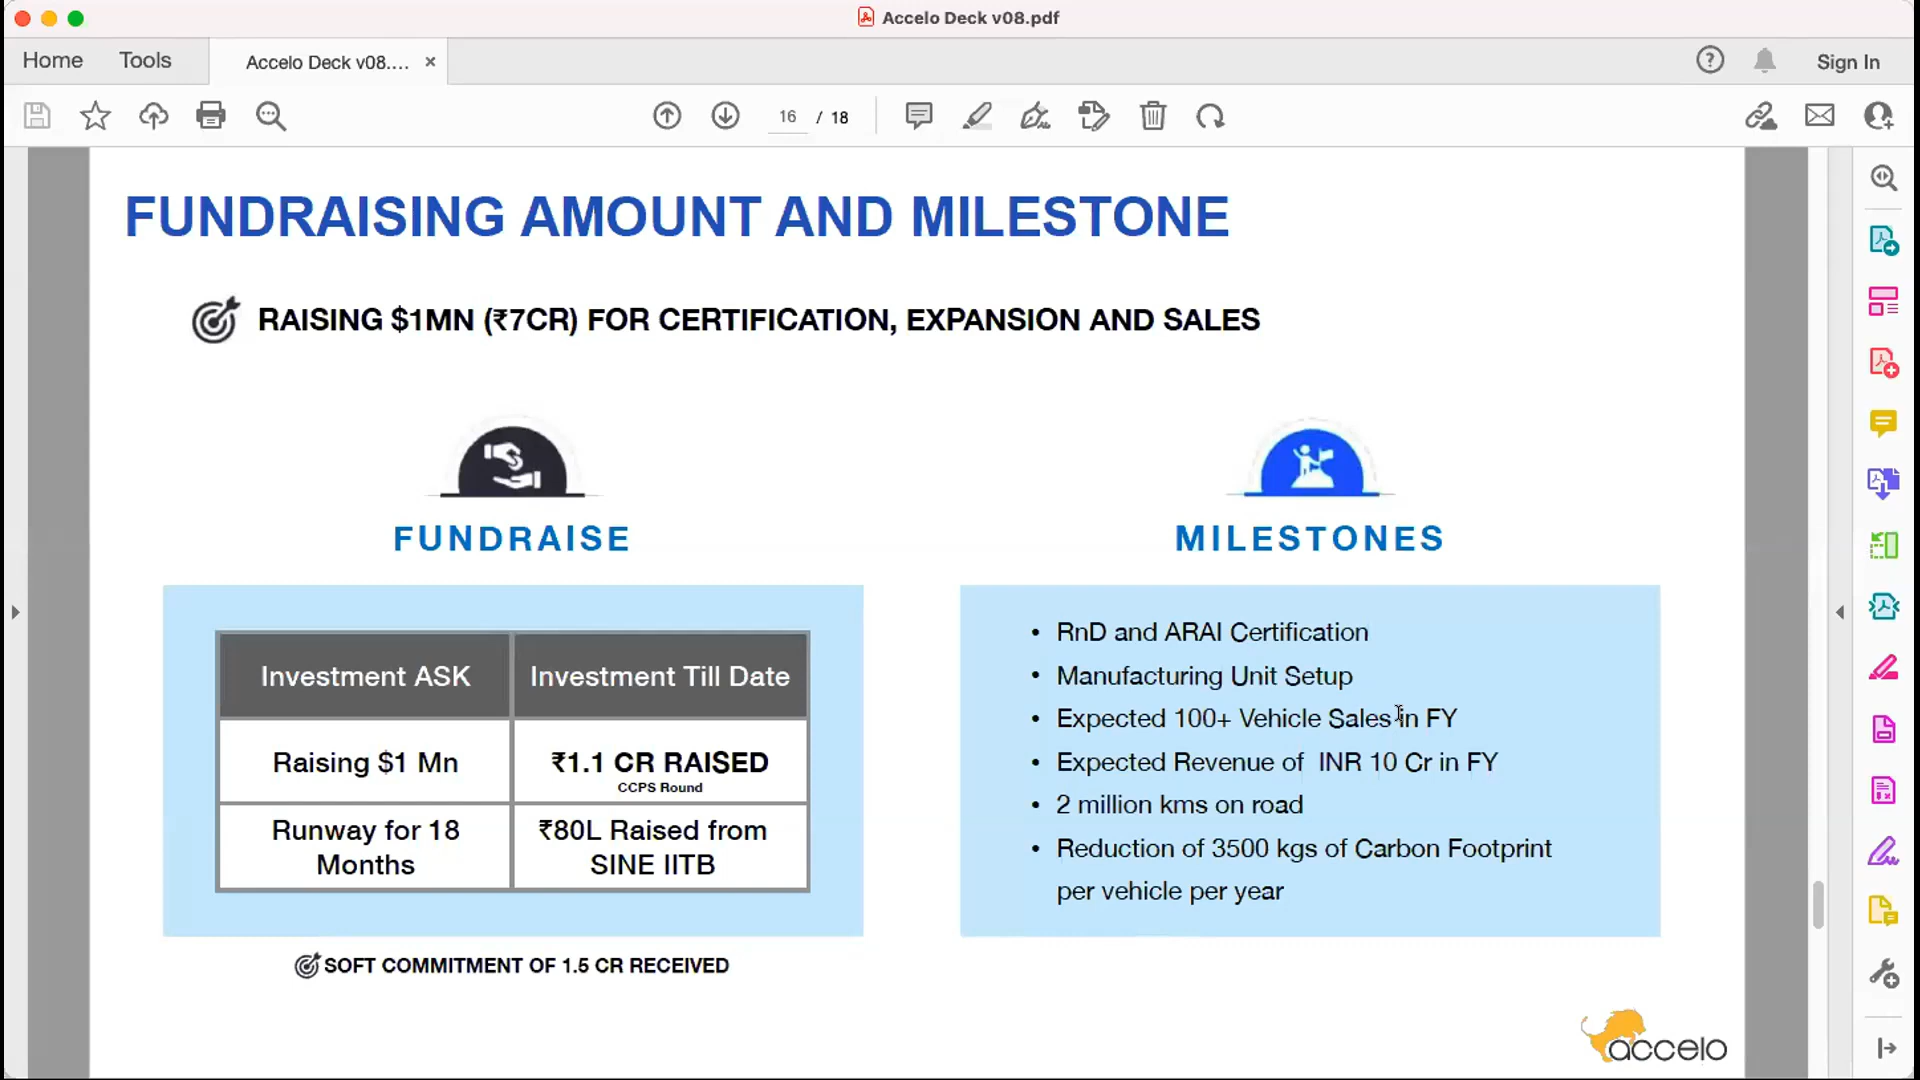 Accelo Deck v08.pdf
Home
Tools
Accelo Deck v08....
Sign In
16 / 18
FUNDRAISING AMOUNT AND MILESTONE
RAISING $1MN (₹7CR) FOR CERTIFICATION, EXPANSION AND SALES
FUNDRAISE
Investment ASK
Investment Till Date
Raising $1 Mn
₹1.1 CR RAISED
CCPS Round
Runway for 18
Months
₹80L Raised from
SINE IITB
SOFT COMMITMENT OF 1.5 CR RECEIVED
MILESTONES
• RnD and ARAI Certification
• Manufacturing Unit Setup
• Expected 100+ Vehicle Sales in FY
• Expected Revenue of INR 10 Cr in FY
• 2 million kms on road
• Reduction of 3500 kgs of Carbon Footprint
per vehicle per year
accelo